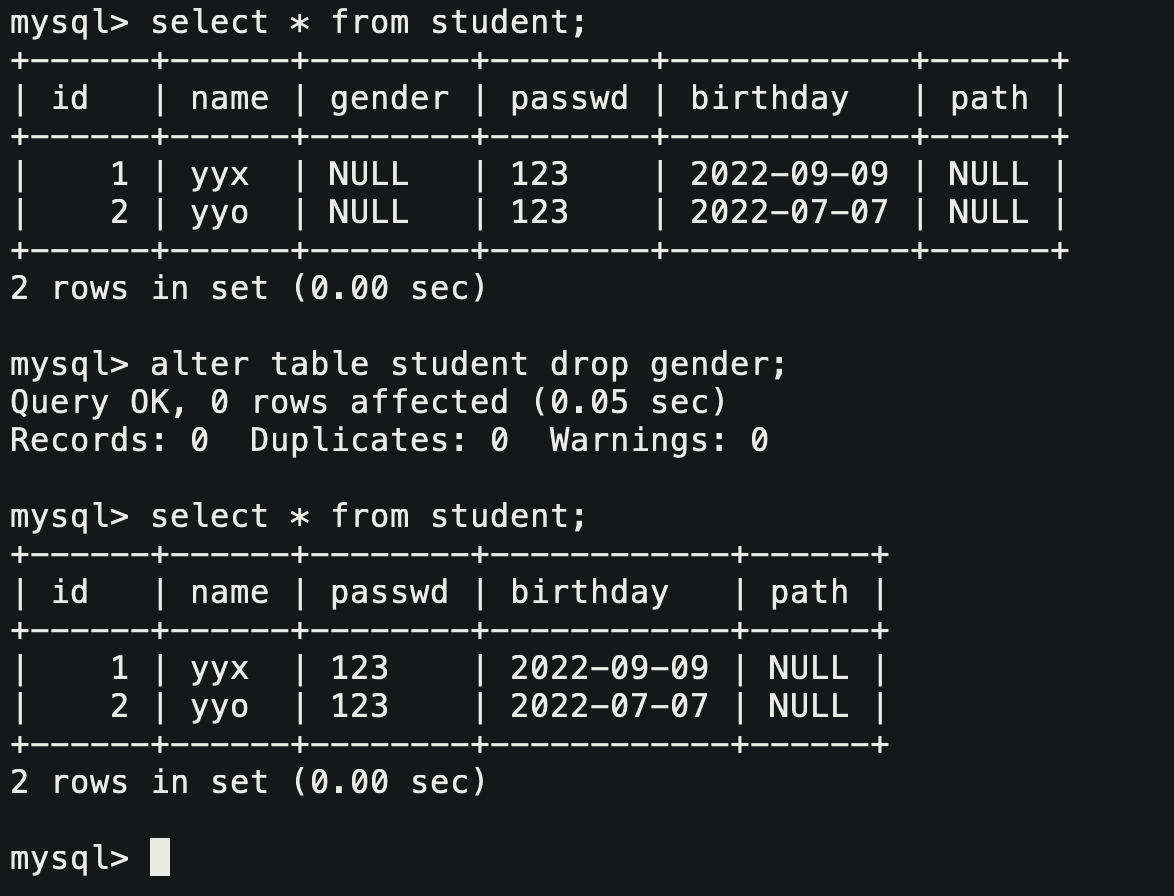 mysql> select * from student;
+------+------+--------+--------+------------+------+
| id   | name | gender | passwd | birthday   | path |
+------+------+--------+--------+------------+------+
|    1 | yyx  | NULL   | 123    | 2022-09-09 | NULL |
|    2 | yyo  | NULL   | 123    | 2022-07-07 | NULL |
+------+------+--------+--------+------------+------+
2 rows in set (0.00 sec)

mysql> alter table student drop gender;
Query OK, 0 rows affected (0.05 sec)
Records: 0  Duplicates: 0  Warnings: 0

mysql> select * from student;
+------+------+--------+------------+------+
| id   | name | passwd | birthday   | path |
+------+------+--------+------------+------+
|    1 | yyx  | 123    | 2022-09-09 | NULL |
|    2 | yyo  | 123    | 2022-07-07 | NULL |
+------+------+--------+------------+------+
2 rows in set (0.00 sec)

mysql>